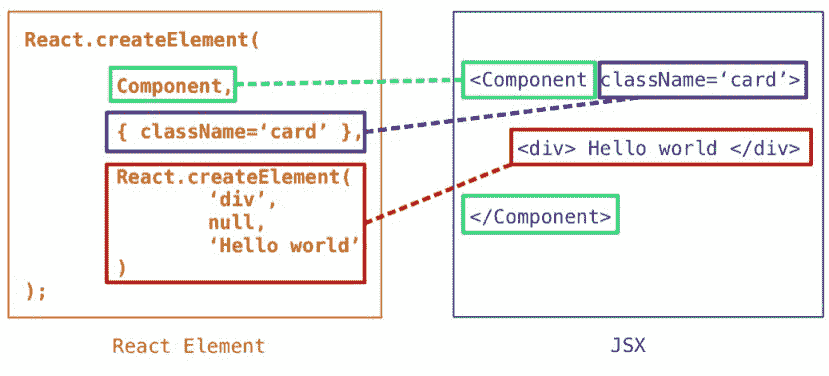 React.createElement(
Component,
{ className=‘card’ },
React.createElement(
‘div’,
null,
‘Hello world’
)
);
React Element
<Component className=‘card’>
<div> Hello world </div>
</Component>
JSX